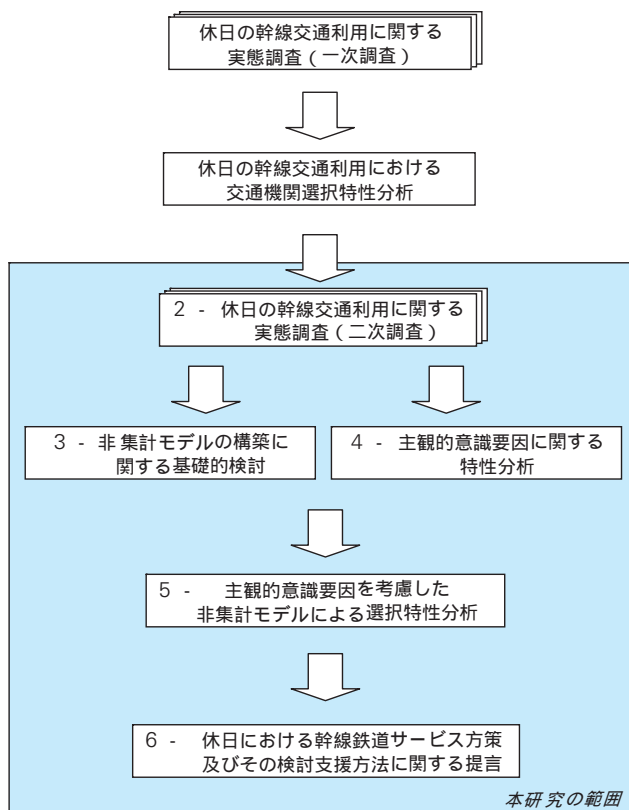 休日の幹線交通利用に関する
実態調査(一次調査)
休日の幹線交通利用における
交通機関選択特性分析
2 - 休日の幹線交通利用に関する
実態調査(二次調査)
3 - 非集計モデルの構築に
関する基礎的検討
4 - 主観的意識要因に関する
特性分析
5 - 主観的意識要因を考慮した
非集計モデルによる選択特性分析
6 - 休日における幹線鉄道サービス方策
及びその検討支援方法に関する提言
本研究の範囲